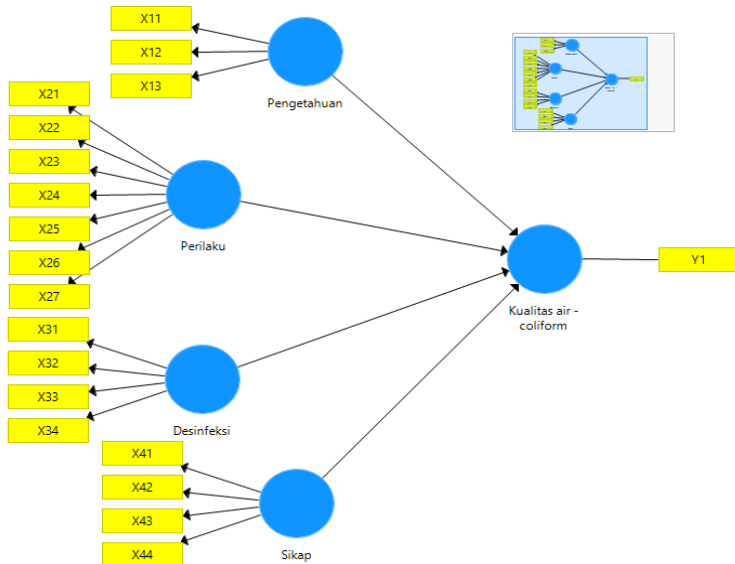 X11
X12
X13
Pengetahuan
X21
X22
X23
X24
X25
X26
X27
Perilaku
Kualitas air -
coliform
Y1
X31
X32
X33
X34
Desinfeksi
X41
X42
X43
X44
Sikap